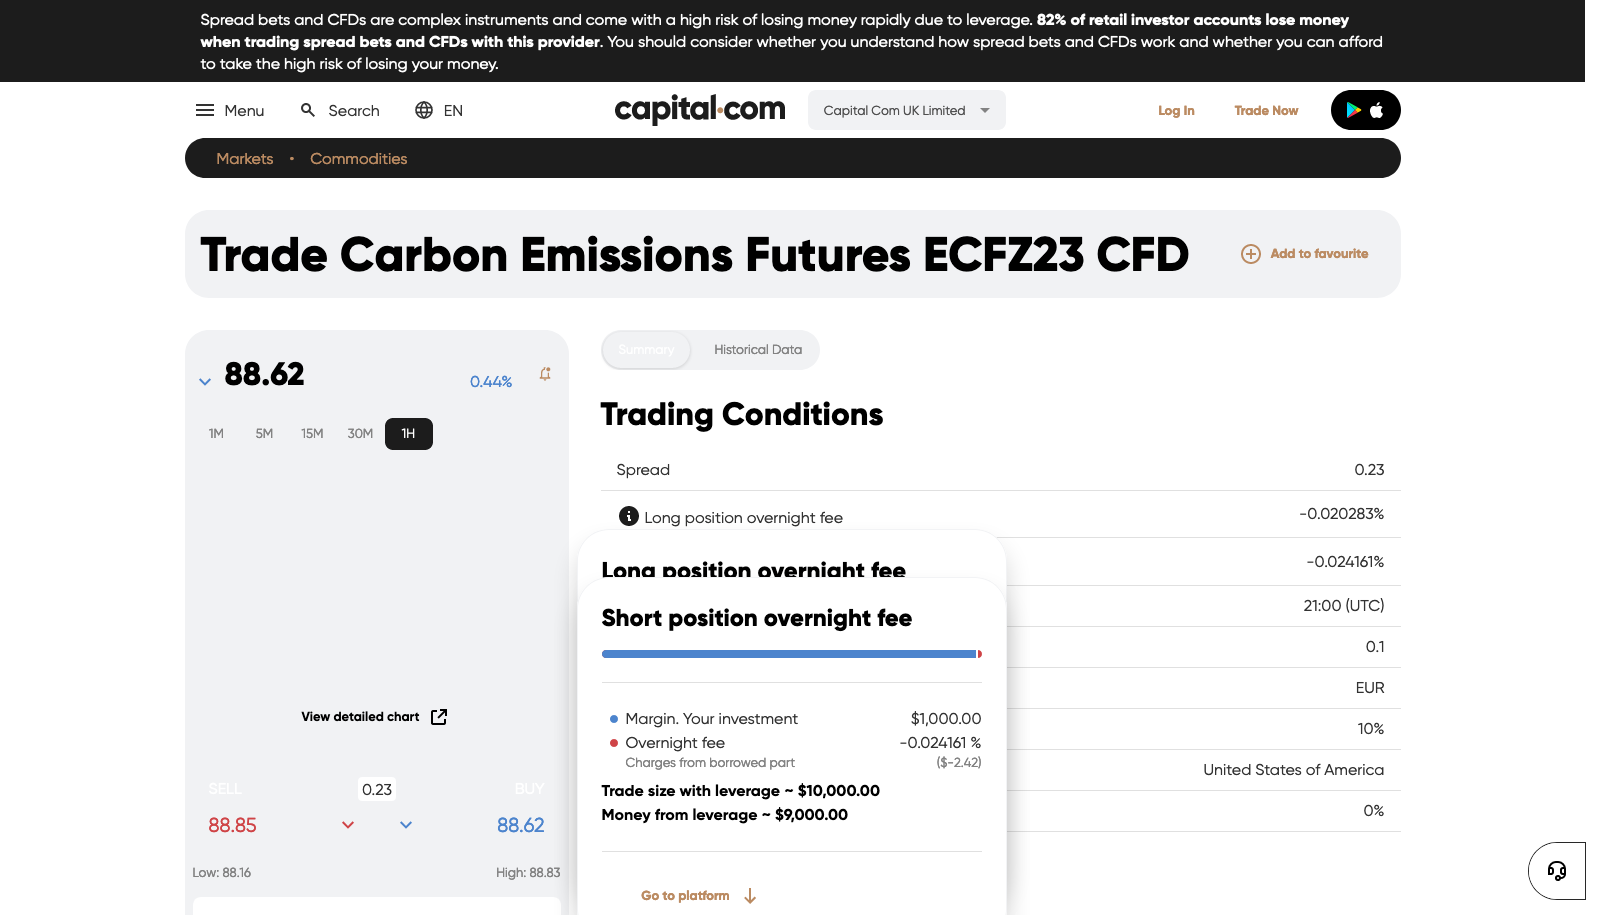 Spread bets and CFDs are complex instruments and come with a high risk of losing money rapidly due to leverage. 82% of retail investor accounts lose money
when trading spread bets and CFDs with this provider. You should consider whether you understand how spread bets and CFDs work and whether you can afford
to take the high risk of losing your money.
Menu Search EN capital.com Capital Com UK Limited Log In Trade Now
Markets • Commodities
Trade Carbon Emissions Futures ECFZ23 CFD Add to favourite
88.62 0.44%
1M 5M 15M 30M 1H
View detailed chart
SELL 0.23 BUY
88.85 88.62
Low: 88.16 High: 88.83
Summary Historical Data
Trading Conditions
Spread 0.23
Long position overnight fee -0.020283%
-0.024161%
21:00 (UTC)
0.1
EUR
10%
United States of America
0%
Long position overnight fee
Short position overnight fee
Margin. Your investment $1,000.00
Overnight fee -0.024161 %
Charges from borrowed part ($-2.42)
Trade size with leverage ~ $10,000.00
Money from leverage ~ $9,000.00
Go to platform